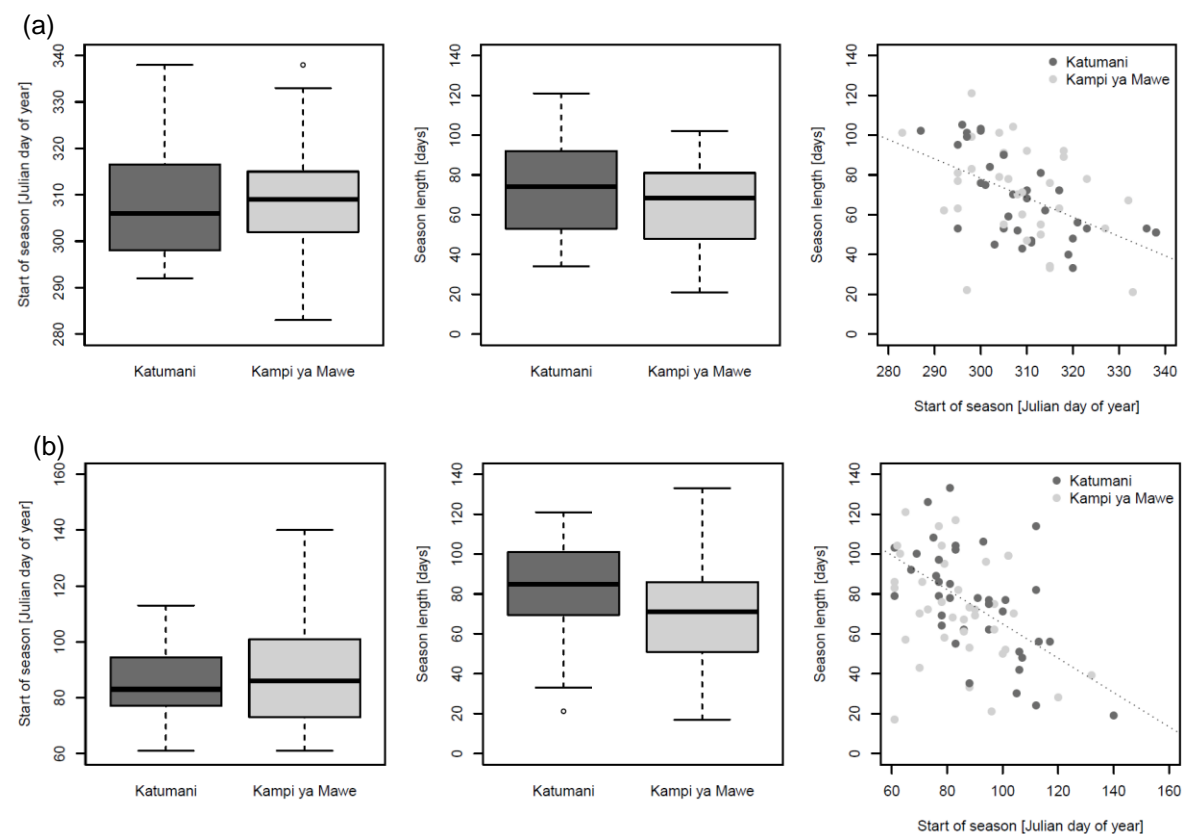 (a)
Start of season [Julian day of year]
280 290 300 310 320 330 340
Katumani Kampi ya Mawe
Season length [days]
0 20 40 60 80 100 120 140
Katumani Kampi ya Mawe
Season length [days]
0 20 40 60 80 100 120 140
Katumani
Kampi ya Mawe
280 290 300 310 320 330 340
Start of season [Julian day of year]
(b)
Start of season [Julian day of year]
60 80 100 120 140 160
Katumani Kampi ya Mawe
Season length [days]
0 20 40 60 80 100 120 140
Katumani Kampi ya Mawe
Season length [days]
0 20 40 60 80 100 120 140
Katumani
Kampi ya Mawe
60 80 100 120 140 160
Start of season [Julian day of year]